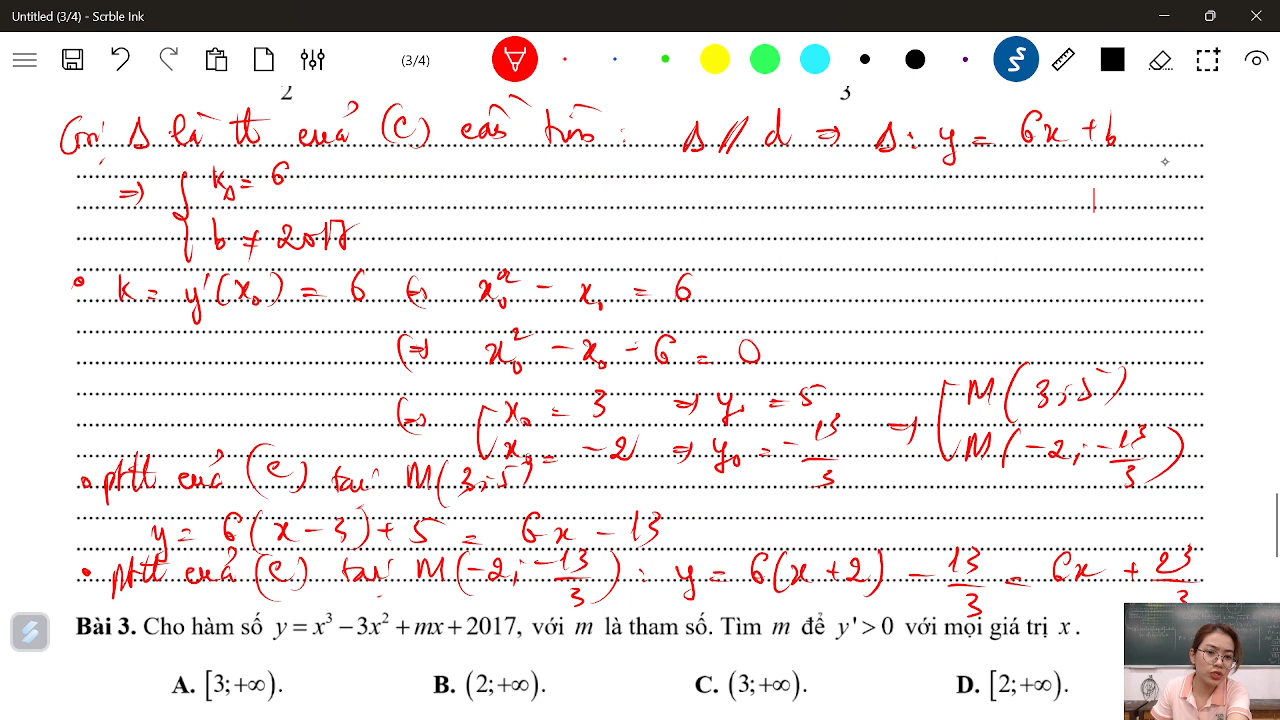 Untitled (3/4) - Scrble Ink
(3/4)
2 3
Gọi Δ là tt của (C) cần tìm : Δ // d ⇒ Δ : y = 6x + b
⇒ { k_Δ = 6
b ≠ 2017
• k = y'(x₀) = 6 ⇔ x₀² - x₀ = 6
⇔ x₀² - x₀ - 6 = 0
⇔ [ x₀ = 3 ⇒ y₀ = 5 ⇒ [ M(3; 5)
x₀ = -2 ⇒ y₀ = -13/3 M(-2; -13/3)
• pttt của (C) tại M(3; 5)
y = 6(x - 3) + 5 = 6x - 13
• pttt của (C) tại M(-2; -13/3) : y = 6(x + 2) - 13/3 = 6x + 23/3
Bài 3. Cho hàm số y = x³ − 3x² + mx + 2017, với m là tham số. Tìm m để y' > 0 với mọi giá trị x.
A. [3; +∞). B. (2; +∞). C. (3; +∞). D. [2; +∞).